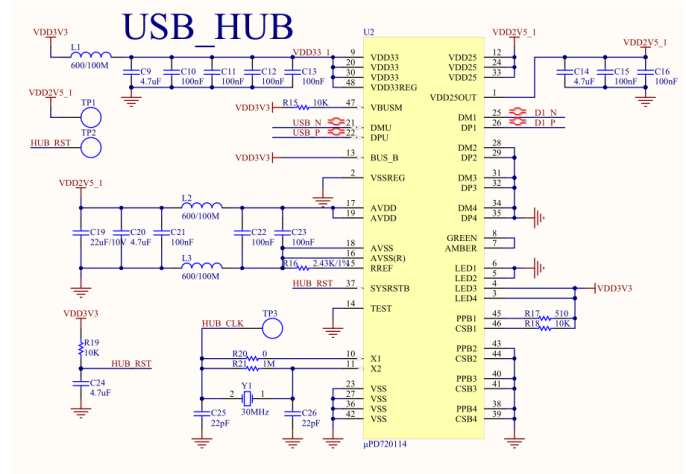 USB_HUB
VDD3V3
L1
600/100M
VDD33_1
C9
4.7uF
C10
100nF
C11
100nF
C12
100nF
C13
100nF
VDD2V5_1
TP1
TP2
HUB_RST
VDD3V3
R15
10K
USB_N
USB_P
VDD3V3
VDD2V5_1
L2
600/100M
C19
22uF/10V
C20
4.7uF
C21
100nF
C22
100nF
C23
100nF
L3
600/100M
R16
2.43K/1%
HUB_RST
TP3
HUB_CLK
VDD3V3
R19
10K
HUB_RST
C24
4.7uF
R20
0
R21
1M
Y1
2
1
30MHz
C25
22pF
C26
22pF
U2
9 VDD33
20 VDD33
30 VDD33
48 VDD33REG
47 VBUSM
21 DMU
22 DPU
13 BUS_B
2 VSSREG
17 AVDD
19 AVDD
18 AVSS
16 AVSS(R)
15 RREF
37 SYSRSTB
14 TEST
10 X1
11 X2
23 VSS
27 VSS
36 VSS
42 VSS
VDD25 12
VDD25 24
VDD25 33
VDD25OUT 1
DM1 25
DP1 26
DM2 28
DP2 29
DM3 31
DP3 32
DM4 34
DP4 35
GREEN 8
AMBER 7
LED1 6
LED2 5
LED3 4
LED4 3
PPB1 45
CSB1 46
PPB2 43
CSB2 44
PPB3 40
CSB3 41
PPB4 38
CSB4 39
µPD720114
VDD2V5_1
VDD2V5_1
C14
4.7uF
C15
100nF
C16
100nF
D1_N
D1_P
VDD3V3
R17
510
R18
10K